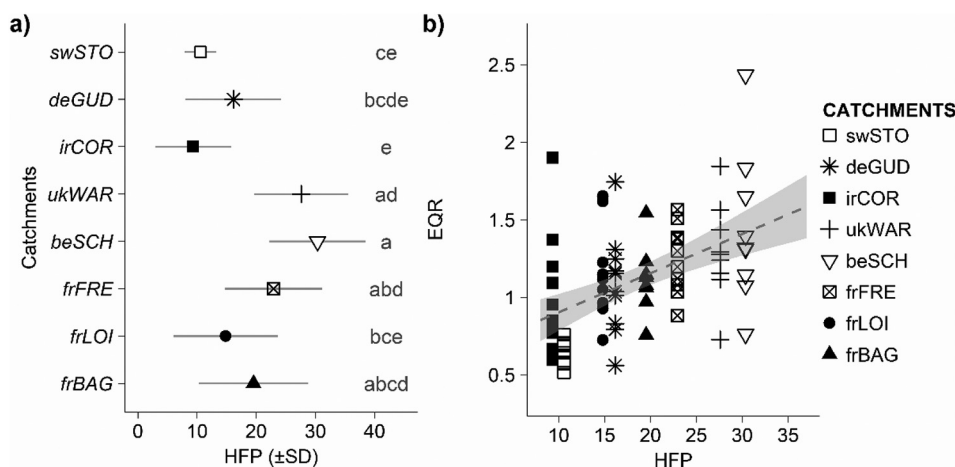 a)
Catchments
swSTO ce
deGUD bcde
irCOR e
ukWAR ad
beSCH a
frFRE abd
frLOI bce
frBAG abcd
0 10 20 30 40
HFP (±SD)
b)
EQR
2.5
2
1.5
1
0.5
10 15 20 25 30 35
HFP
CATCHMENTS
swSTO
deGUD
irCOR
ukWAR
beSCH
frFRE
frLOI
frBAG